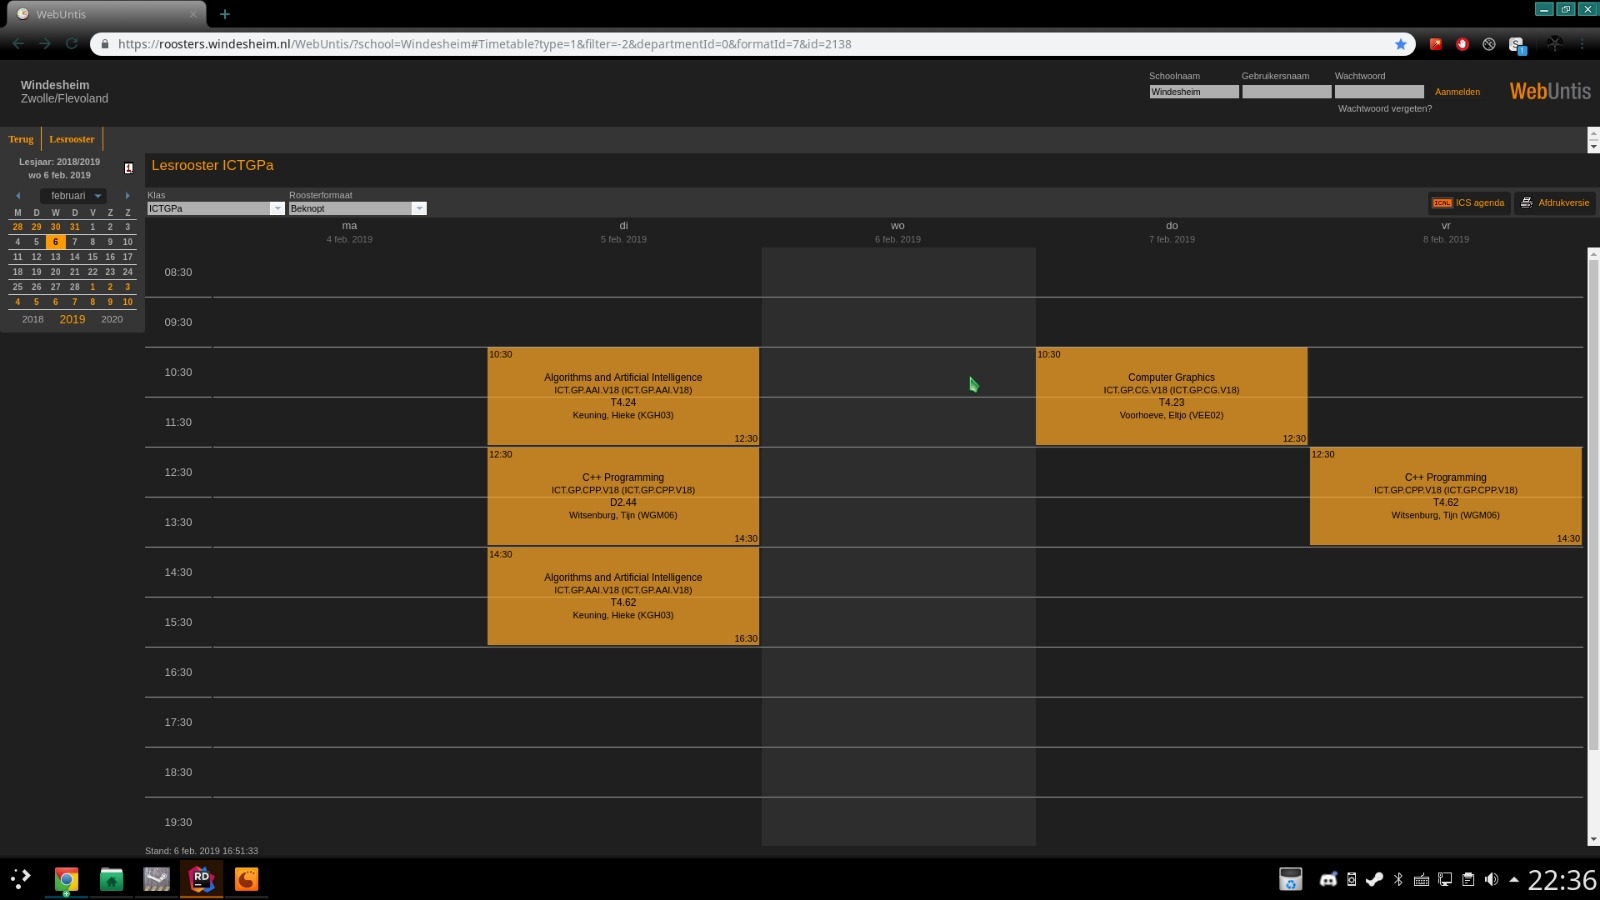 WebUntis
https://roosters.windesheim.nl/WebUntis/?school=Windesheim#Timetable?type=1&filter=-2&departmentId=0&formatId=7&id=2138
Windesheim
Zwolle/Flevoland
Schoolnaam Gebruikersnaam Wachtwoord
Windesheim Aanmelden
Wachtwoord vergeten?
WebUntis
Terug Lesrooster
Lesjaar: 2018/2019
wo 6 feb. 2019
februari
M D W D V Z Z
28 29 30 31 1 2 3
4 5 6 7 8 9 10
11 12 13 14 15 16 17
18 19 20 21 22 23 24
25 26 27 28 1 2 3
4 5 6 7 8 9 10
2018 2019 2020
Lesrooster ICTGPa
Klas Roosterformaat
ICTGPa Beknopt
ICAL ICS agenda Afdrukversie
ma di wo do vr
4 feb. 2019 5 feb. 2019 6 feb. 2019 7 feb. 2019 8 feb. 2019
08:30
09:30
10:30
11:30
12:30
13:30
14:30
15:30
16:30
17:30
18:30
19:30
10:30
Algorithms and Artificial Intelligence
ICT.GP.AAI.V18 (ICT.GP.AAI.V18)
T4.24
Keuning, Hieke (KGH03)
12:30
12:30
C++ Programming
ICT.GP.CPP.V18 (ICT.GP.CPP.V18)
D2.44
Witsenburg, Tijn (WGM06)
14:30
14:30
Algorithms and Artificial Intelligence
ICT.GP.AAI.V18 (ICT.GP.AAI.V18)
T4.62
Keuning, Hieke (KGH03)
16:30
10:30
Computer Graphics
ICT.GP.CG.V18 (ICT.GP.CG.V18)
T4.23
Voorhoeve, Eltjo (VEE02)
12:30
12:30
C++ Programming
ICT.GP.CPP.V18 (ICT.GP.CPP.V18)
T4.62
Witsenburg, Tijn (WGM06)
14:30
Stand: 6 feb. 2019 16:51:33
RD
22:36